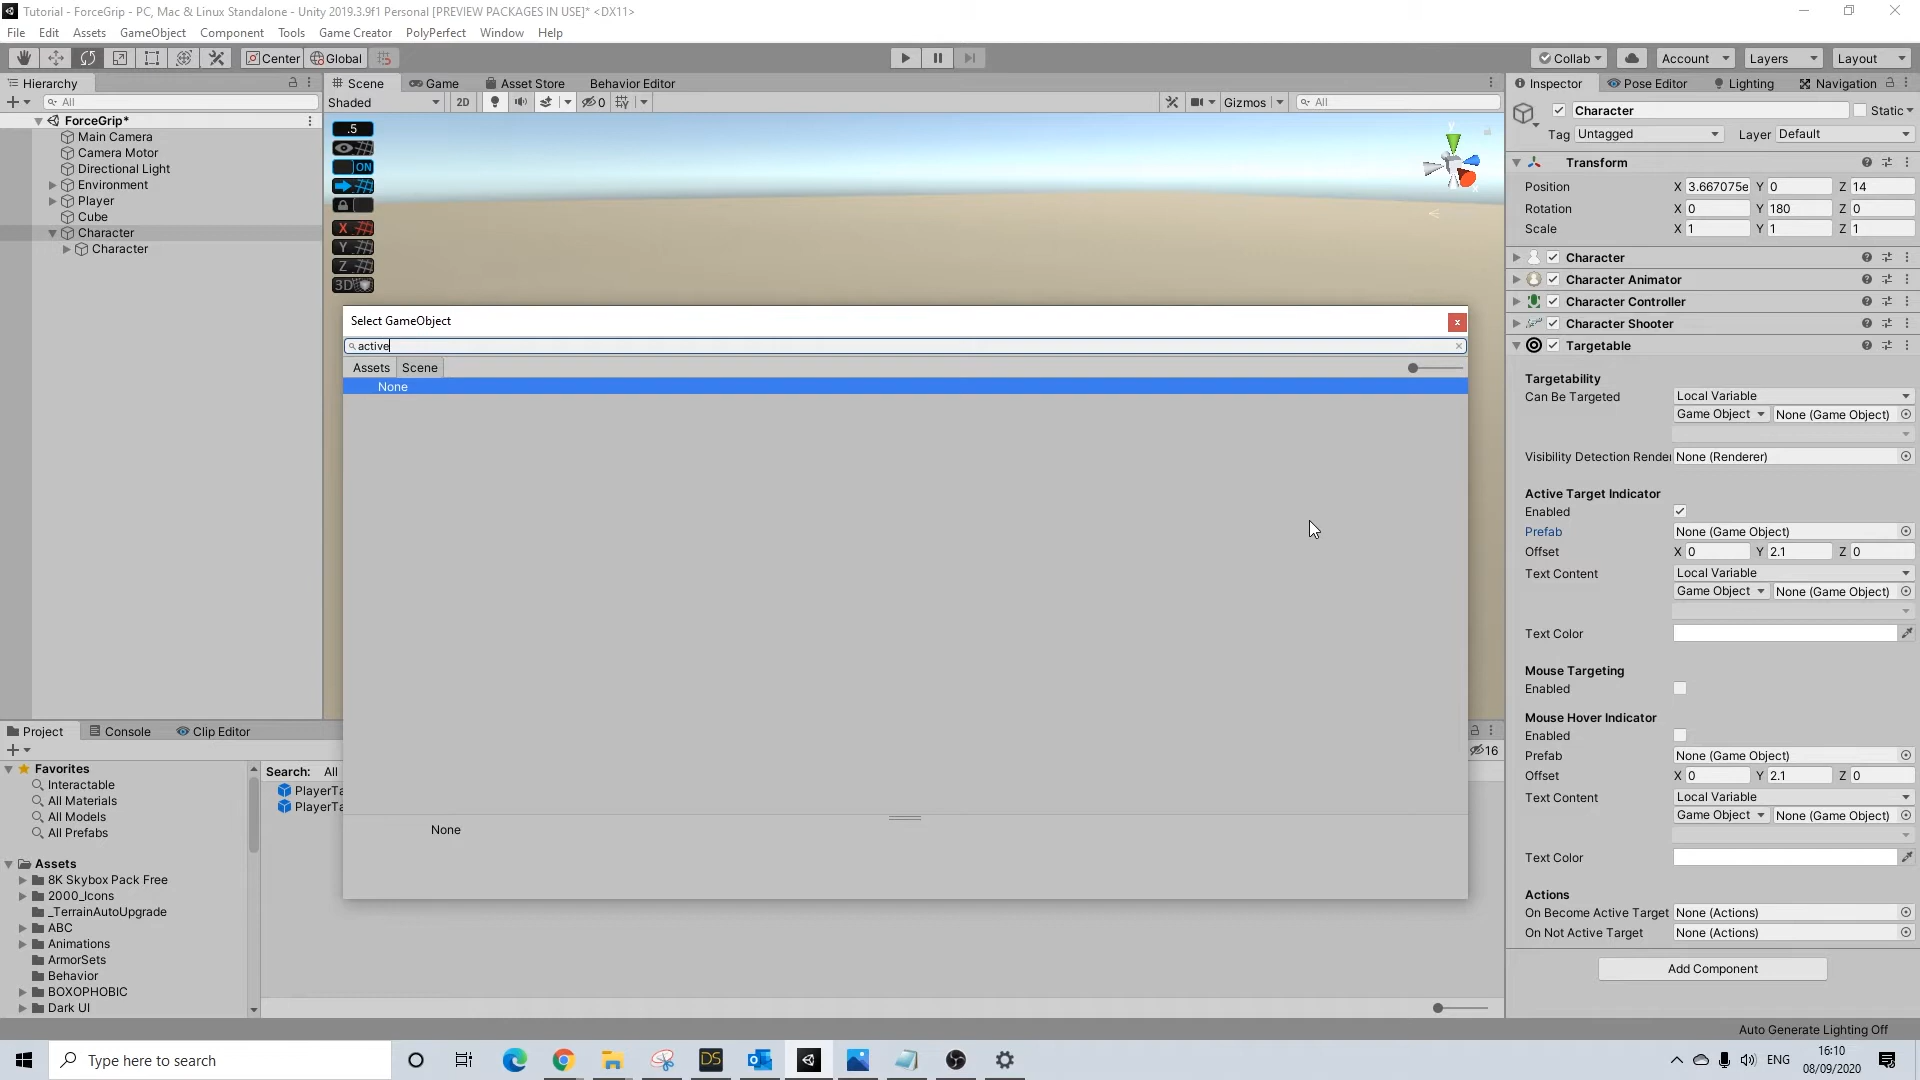 Tutorial - ForceGrip - PC, Mac & Linux Standalone - Unity 2019.3.9f1 Personal [PREVIEW PACKAGES IN USE]* <DX11>
File Edit Assets GameObject Component Tools Game Creator PolyPerfect Window Help
Center Global Collab Account Layers Layout
Hierarchy
All
ForceGrip*
Main Camera
Camera Motor
Directional Light
Environment
Player
Cube
Character
Character
Scene Game Asset Store Behavior Editor
Shaded 2D 0 Gizmos All
.5
ON
X
Y
Z
3D
Select GameObject
active
Assets Scene
None
None
Inspector Pose Editor Lighting Navigation
Character Static
Tag Untagged Layer Default
Transform
Position X 3.667075e Y 0 Z 14
Rotation X 0 Y 180 Z 0
Scale X 1 Y 1 Z 1
Character
Character Animator
Character Controller
Character Shooter
Targetable
Targetability
Can Be Targeted Local Variable
Game Object None (Game Object)
Visibility Detection Render None (Renderer)
Active Target Indicator
Enabled
Prefab None (Game Object)
Offset X 0 Y 2.1 Z 0
Text Content Local Variable
Game Object None (Game Object)
Text Color
Mouse Targeting
Enabled
Mouse Hover Indicator
Enabled
Prefab None (Game Object)
Offset X 0 Y 2.1 Z 0
Text Content Local Variable
Game Object None (Game Object)
Text Color
Actions
On Become Active Target None (Actions)
On Not Active Target None (Actions)
Add Component
Project Console Clip Editor
16
Favorites
Interactable
All Materials
All Models
All Prefabs
Assets
8K Skybox Pack Free
2000_Icons
_TerrainAutoUpgrade
ABC
Animations
ArmorSets
Behavior
BOXOPHOBIC
Dark UI
Search: All
PlayerTa
PlayerTa
Auto Generate Lighting Off
Type here to search
DS
ENG
16:10
08/09/2020